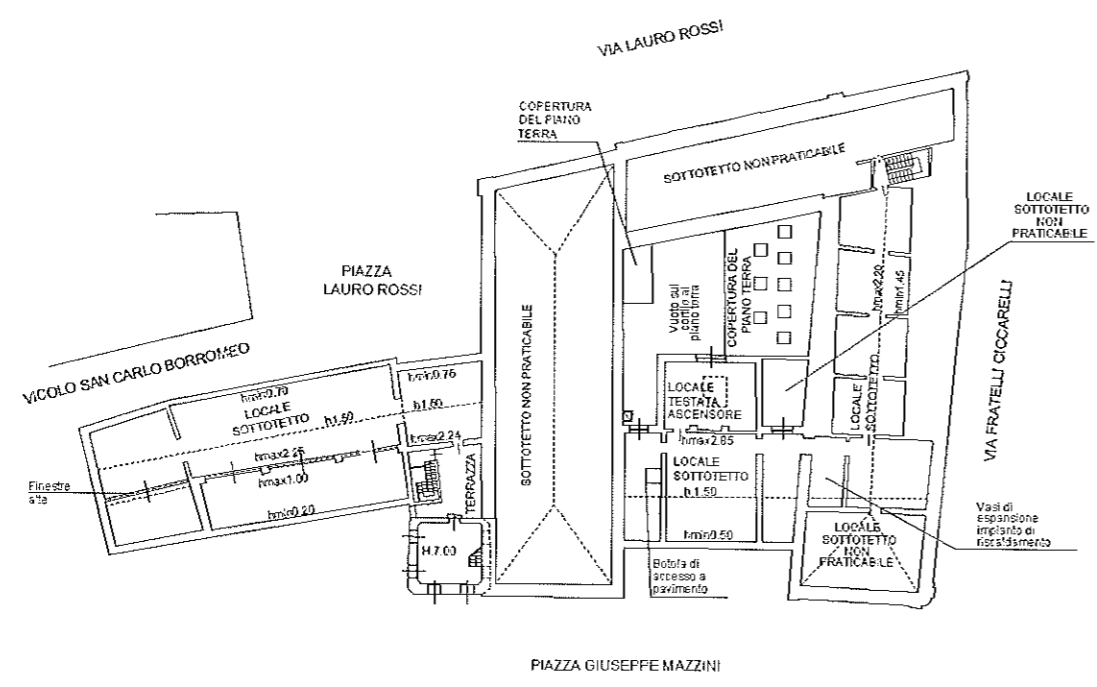 VIA LAURO ROSSI
COPERTURA
DEL PIANO
TERRA
SOTTOTETTO NON PRATICABILE
LOCALE
SOTTOTETTO
NON
PRATICABILE
PIAZZA
LAURO ROSSI
VICOLO SAN CARLO BORROMEO
SOTTOTETTO NON PRATICABILE
Vuoto sul
cortile al
piano terra
COPERTURA DEL
PIANO TERRA
hmax2.20
hmin1.45
VIA FRATELLI CICCARELLI
hmin0.70
LOCALE
SOTTOTETTO
h1.50
hmin0.75
h1.50
hmax2.24
hmax2.25
hmax1.00
hmin0.20
Finestre
alte
TERRAZZA
H.7.00
LOCALE
TESTATA
ASCENSORE
hmax2.85
LOCALE
SOTTOTETTO
h.1.50
hmin0.50
LOCALE
SOTTOTETTO
LOCALE
SOTTOTETTO
NON
PRATICABILE
Vasi di
espansione
impianto di
riscaldamento
Botola di
accesso a
pavimento
PIAZZA GIUSEPPE MAZZINI